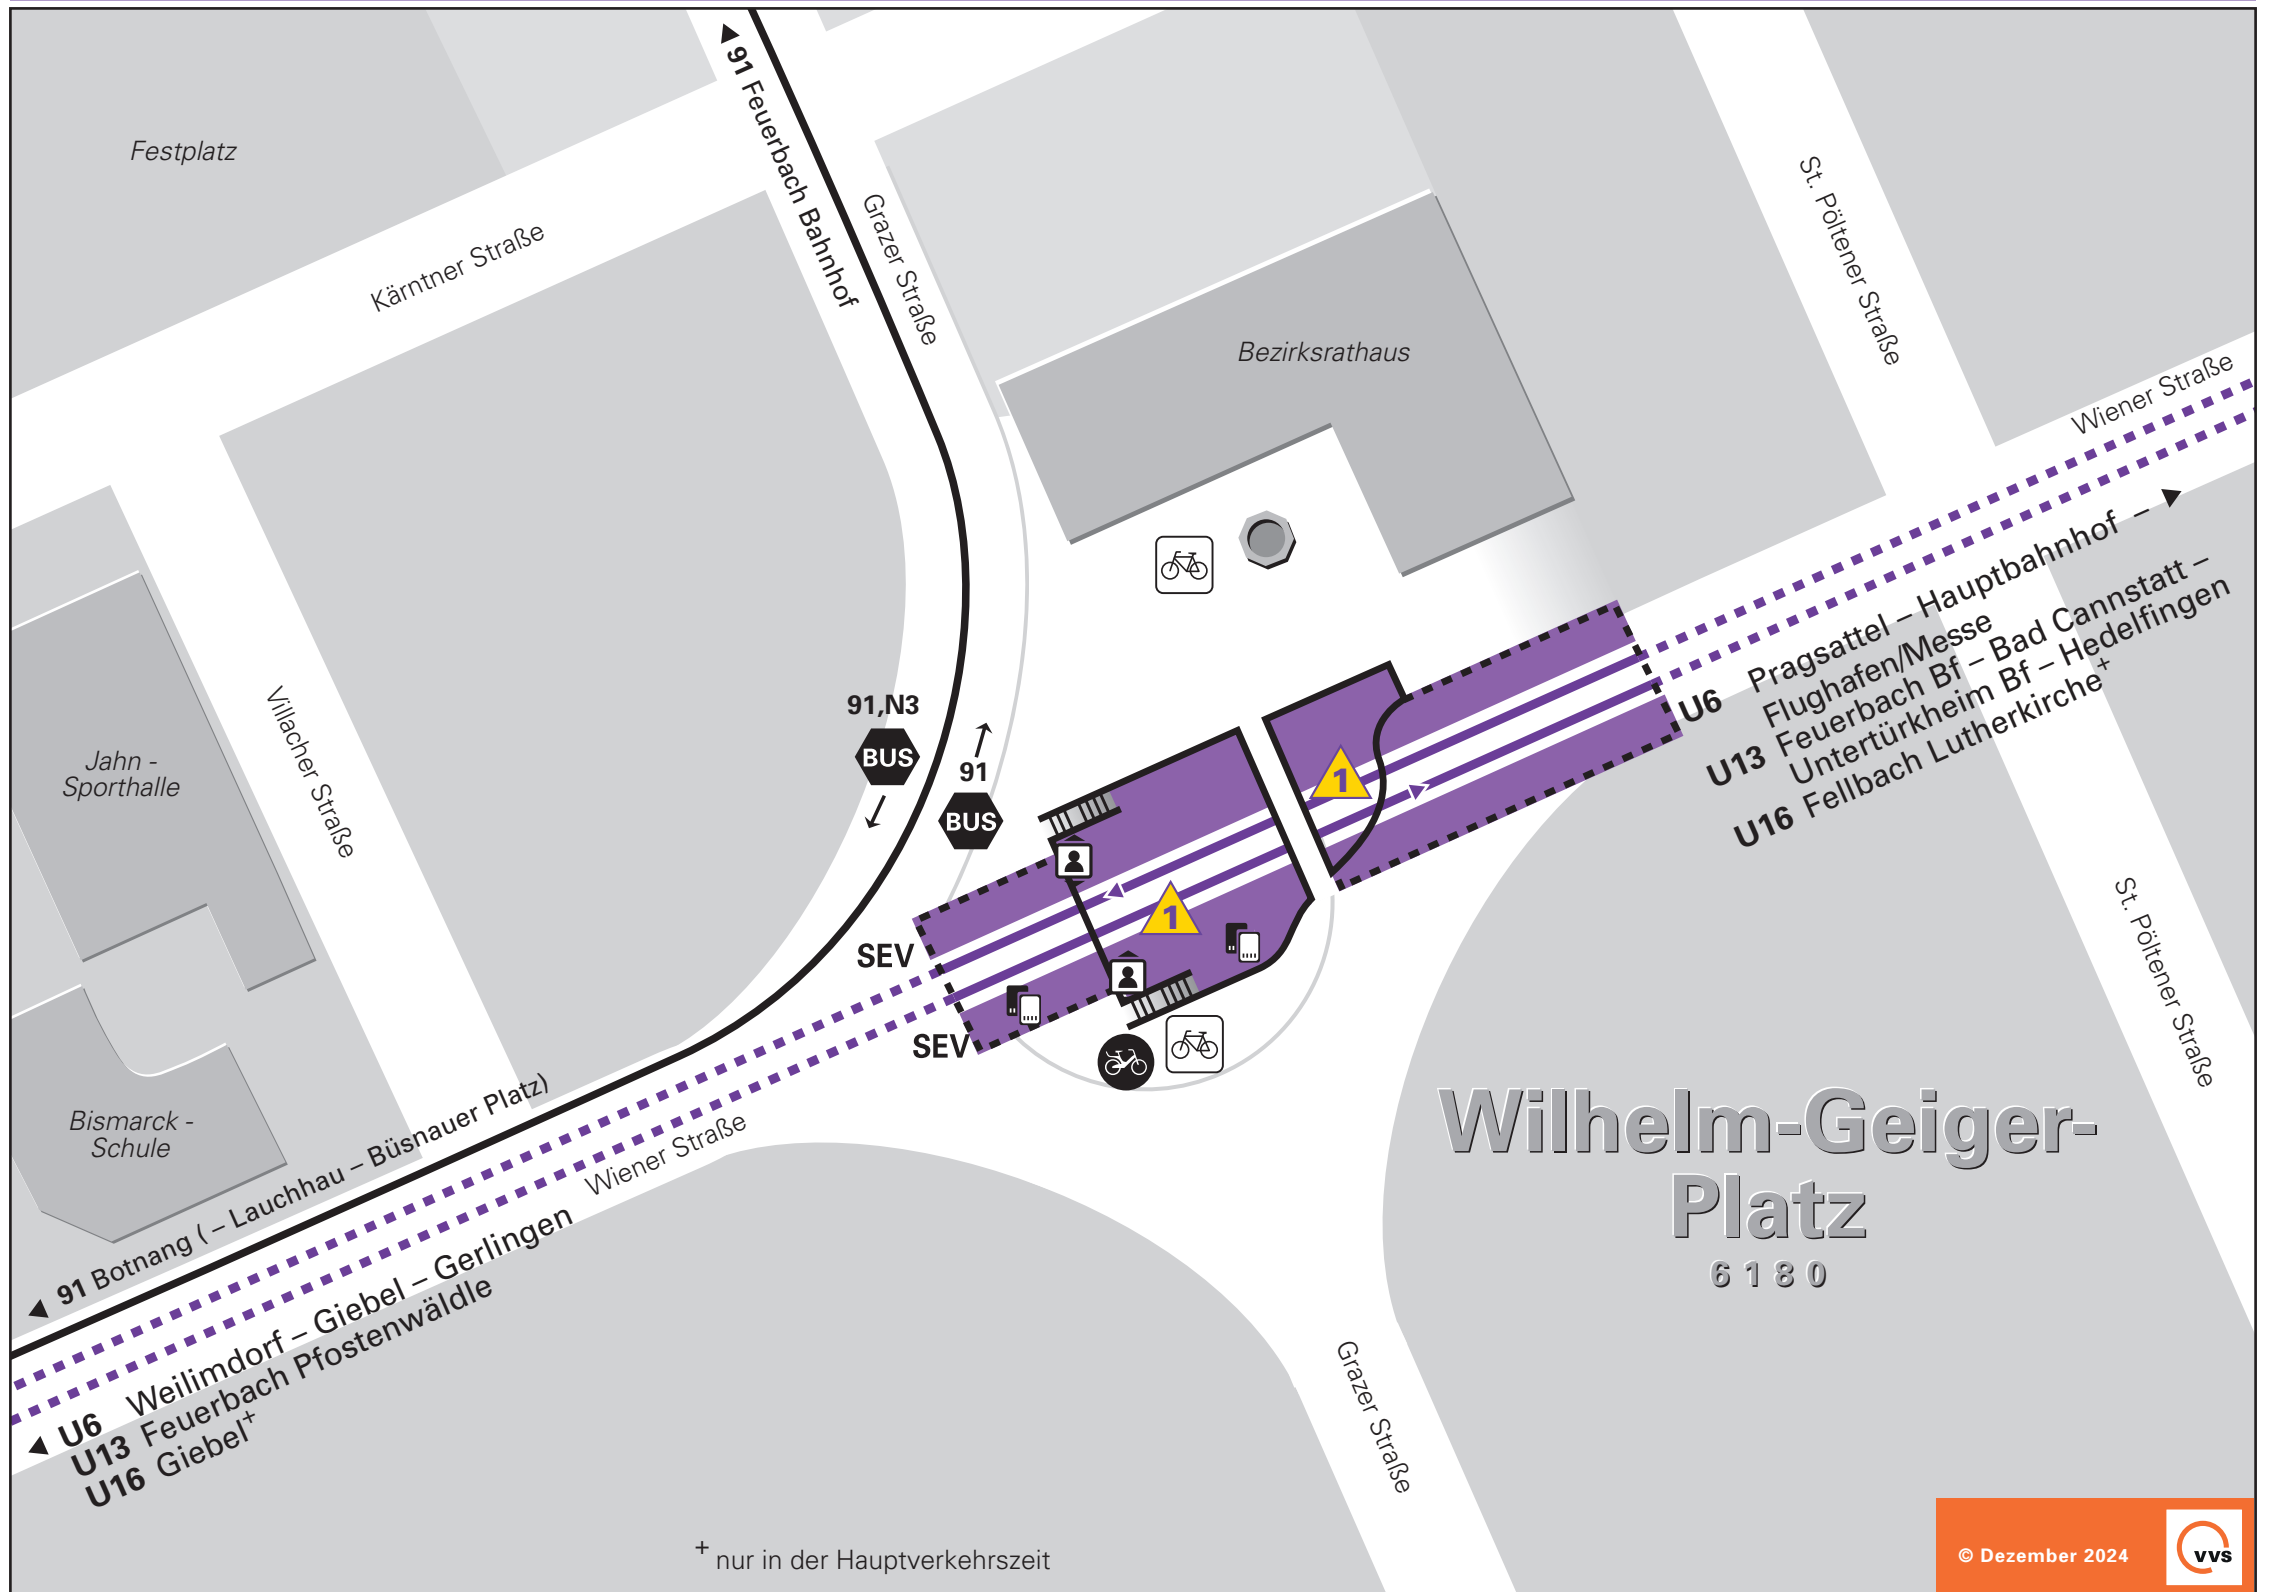 91 Feuerbach Bahnhof
Festplatz
Kärntner Straße
Grazer Straße
St. Pöltener Straße
Bezirksrathaus
Wiener Straße
Villacher Straße
Jahn -
Sporthalle
91,N3
BUS
91
BUS
1
1
SEV
SEV
U6 Pragsattel – Hauptbahnhof –
Flughafen/Messe
U13 Feuerbach Bf – Bad Cannstatt –
Untertürkheim Bf – Hedelfingen
U16 Fellbach Lutherkirche+
St. Pöltener Straße
Bismarck -
Schule
Wiener Straße
91 Botnang ( – Lauchhau – Büsnauer Platz)
U6 Weilimdorf – Giebel – Gerlingen
U13 Feuerbach Pfostenwäldle
U16 Giebel+
Wilhelm-Geiger-
Platz
6180
Grazer Straße
+ nur in der Hauptverkehrszeit
© Dezember 2024
vvs